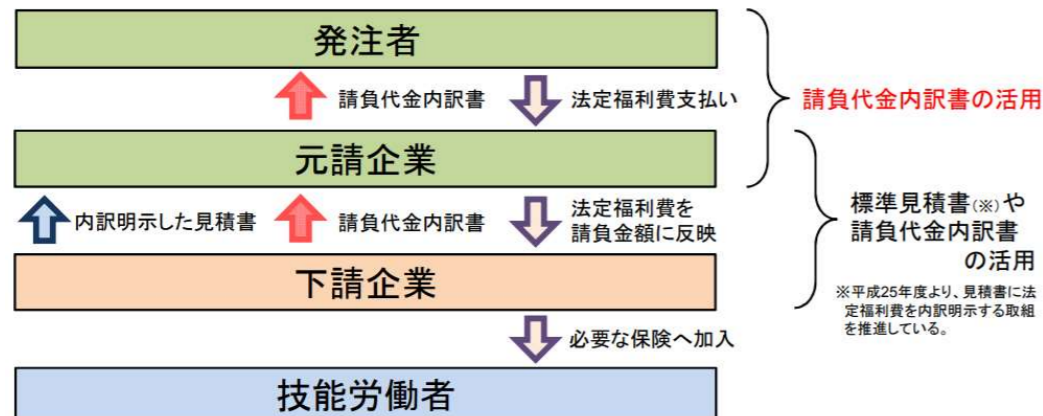 発注者
請負代金内訳書
法定福利費支払い
請負代金内訳書の活用
元請企業
内訳明示した見積書
請負代金内訳書
法定福利費を
請負金額に反映
標準見積書(※)や
請負代金内訳書
の活用
※平成25年度より、見積書に法
定福利費を内訳明示する取組
を推進している。
下請企業
必要な保険へ加入
技能労働者